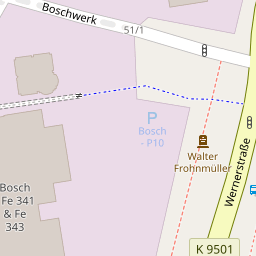 Boschwerk
51/1
P
Bosch
- P10
Walter
Frohnmüller
Wernerstraße
Bosch
Fe 341
& Fe
343
K 9501